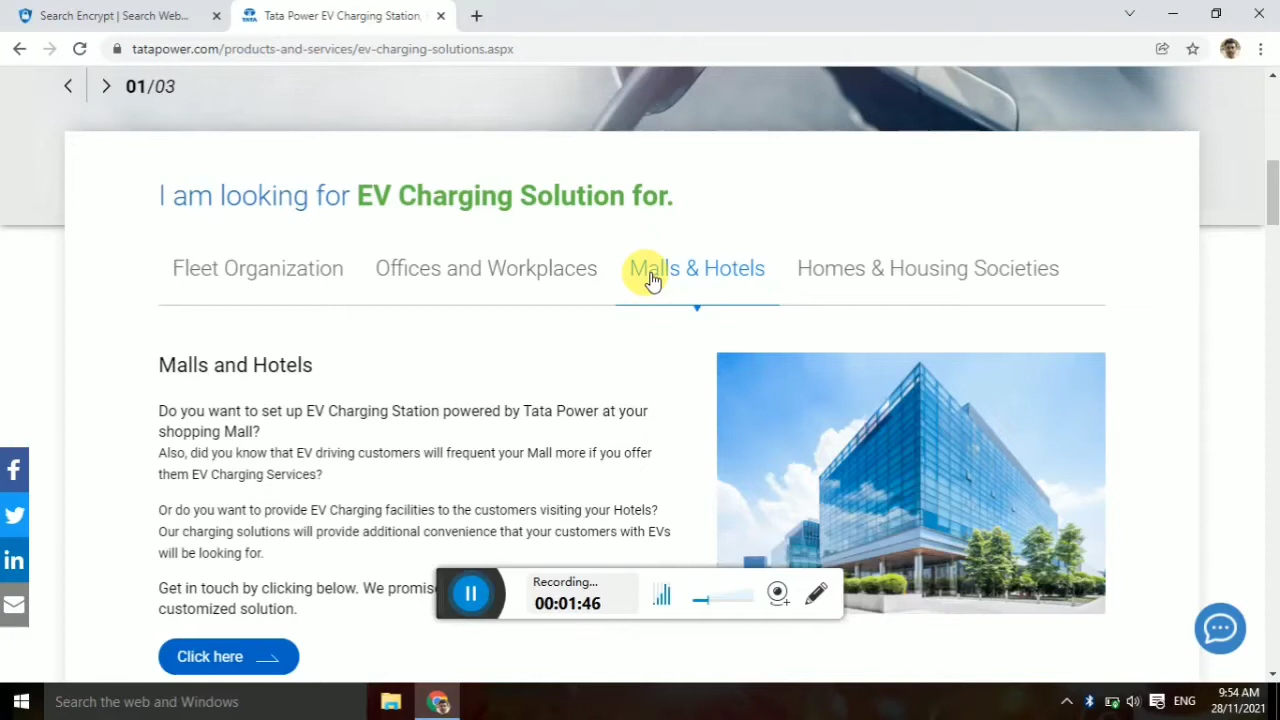 Search Encrypt | Search Web...
Tata Power EV Charging Station,
tatapower.com/products-and-services/ev-charging-solutions.aspx
01/03
I am looking for EV Charging Solution for.
Fleet Organization
Offices and Workplaces
Malls & Hotels
Homes & Housing Societies
Malls and Hotels
Do you want to set up EV Charging Station powered by Tata Power at your
shopping Mall?
Also, did you know that EV driving customers will frequent your Mall more if you offer
them EV Charging Services?
Or do you want to provide EV Charging facilities to the customers visiting your Hotels?
Our charging solutions will provide additional convenience that your customers with EVs
will be looking for.
Get in touch by clicking below. We promis
customized solution.
Click here
Recording...
00:01:46
Search the web and Windows
ENG
9:54 AM
28/11/2021